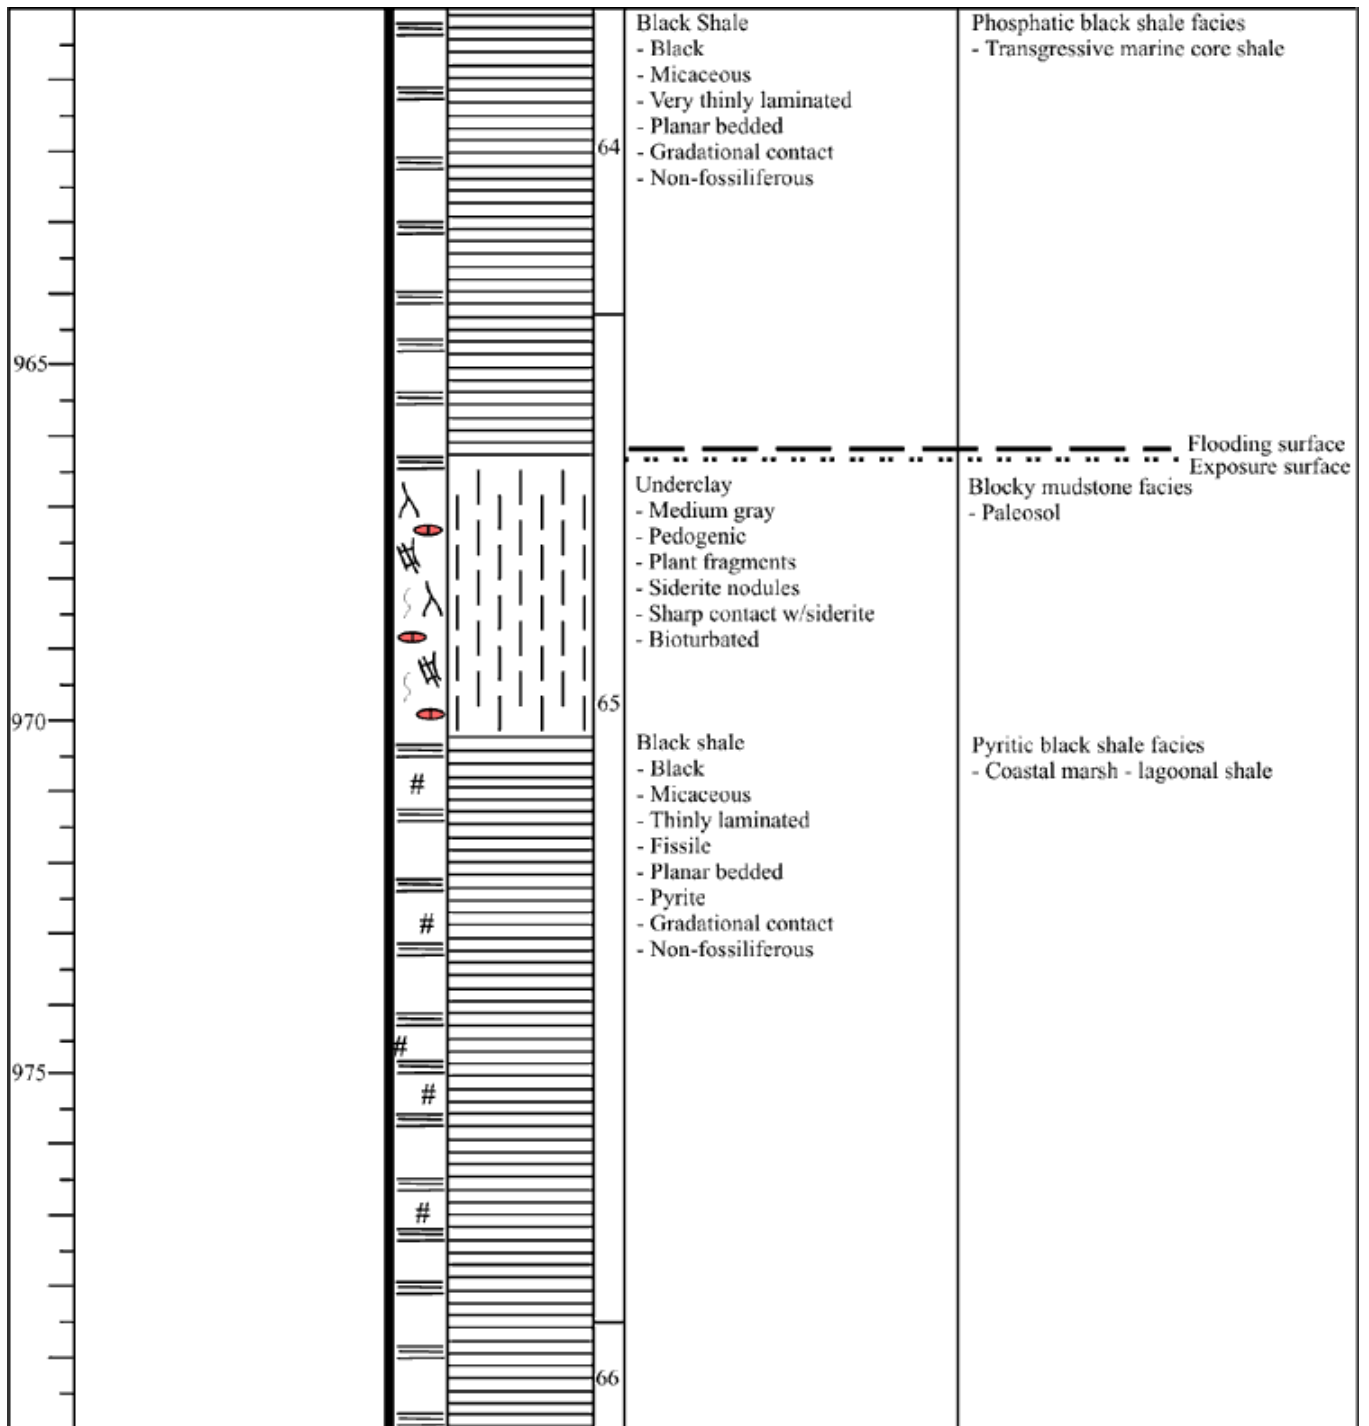 Black Shale
- Black
- Micaceous
- Very thinly laminated
- Planar bedded
- Gradational contact
- Non-fossiliferous
Phosphatic black shale facies
- Transgressive marine core shale
64
965
Flooding surface
Exposure surface
Underclay
- Medium gray
- Pedogenic
- Plant fragments
- Siderite nodules
- Sharp contact w/siderite
- Bioturbated
Blocky mudstone facies
- Paleosol
65
970
Black shale
- Black
- Micaceous
- Thinly laminated
- Fissile
- Planar bedded
- Pyrite
- Gradational contact
- Non-fossiliferous
Pyritic black shale facies
- Coastal marsh - lagoonal shale
#
#
#
975
#
#
66